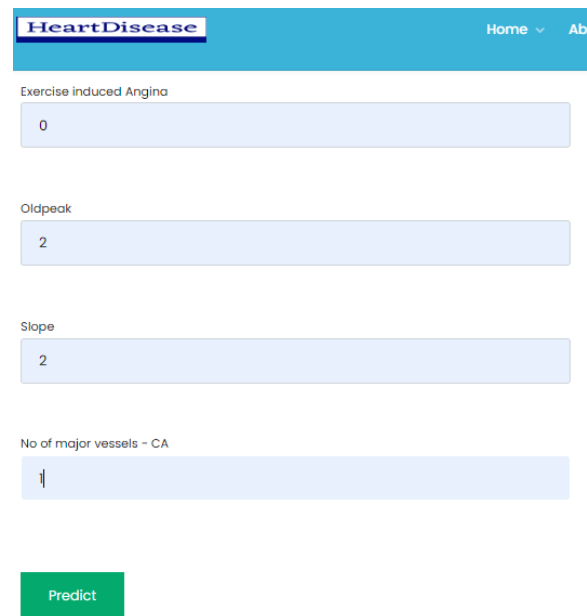 HeartDisease
Home Ab
Exercise induced Angina
0
Oldpeak
2
Slope
2
No of major vessels - CA
1
Predict